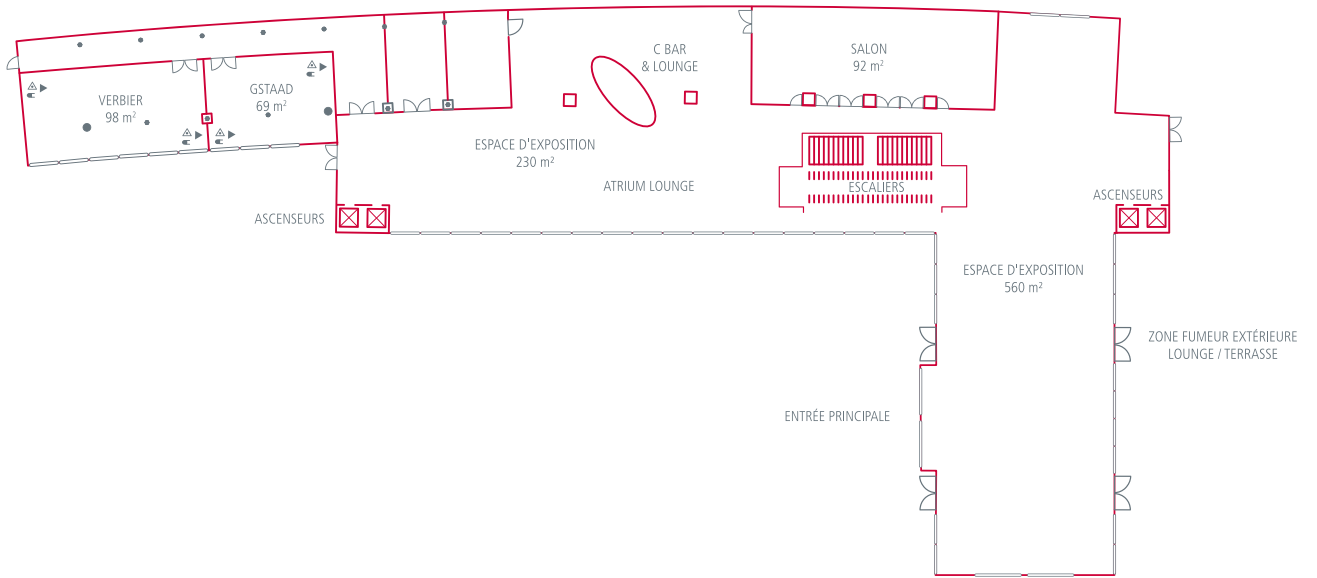 VERBIER
98 m²
GSTAAD
69 m²
C BAR
& LOUNGE
SALON
92 m²
ESPACE D'EXPOSITION
230 m²
ATRIUM LOUNGE
ESCALIERS
ASCENSEURS
ASCENSEURS
ESPACE D'EXPOSITION
560 m²
ZONE FUMEUR EXTÉRIEURE
LOUNGE / TERRASSE
ENTRÉE PRINCIPALE